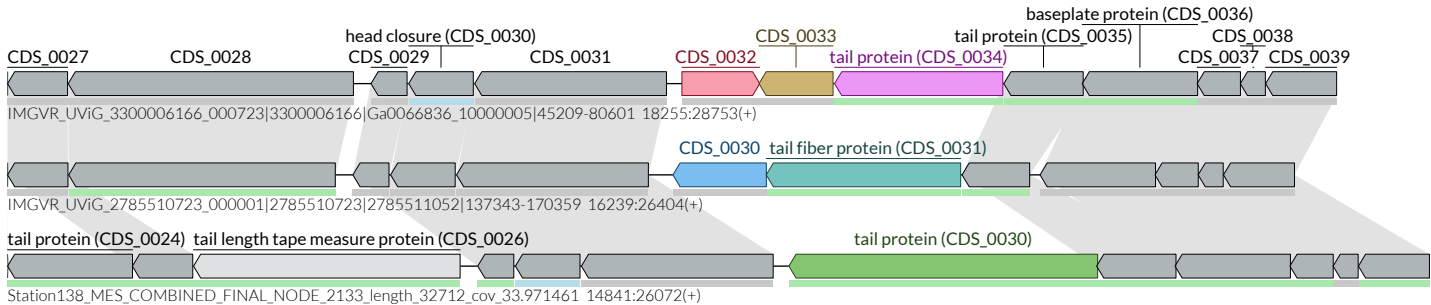 baseplate protein (CDS_0036)
head closure (CDS_0030) CDS_0033 tail protein (CDS_0035) CDS_0038
CDS_0027 CDS_0028 CDS_0029 CDS_0031 CDS_0032 tail protein (CDS_0034) CDS_0037 CDS_0039
IMGVR_UViG_3300006166_000723|3300006166|Ga0066836_10000005|45209-80601 18255:28753(+)
CDS_0030 tail fiber protein (CDS_0031)
IMGVR_UViG_2785510723_000001|2785510723|2785511052|137343-170359 16239:26404(+)
tail protein (CDS_0024) tail length tape measure protein (CDS_0026) tail protein (CDS_0030)
Station138_MES_COMBINED_FINAL_NODE_2133_length_32712_cov_33.971461 14841:26072(+)